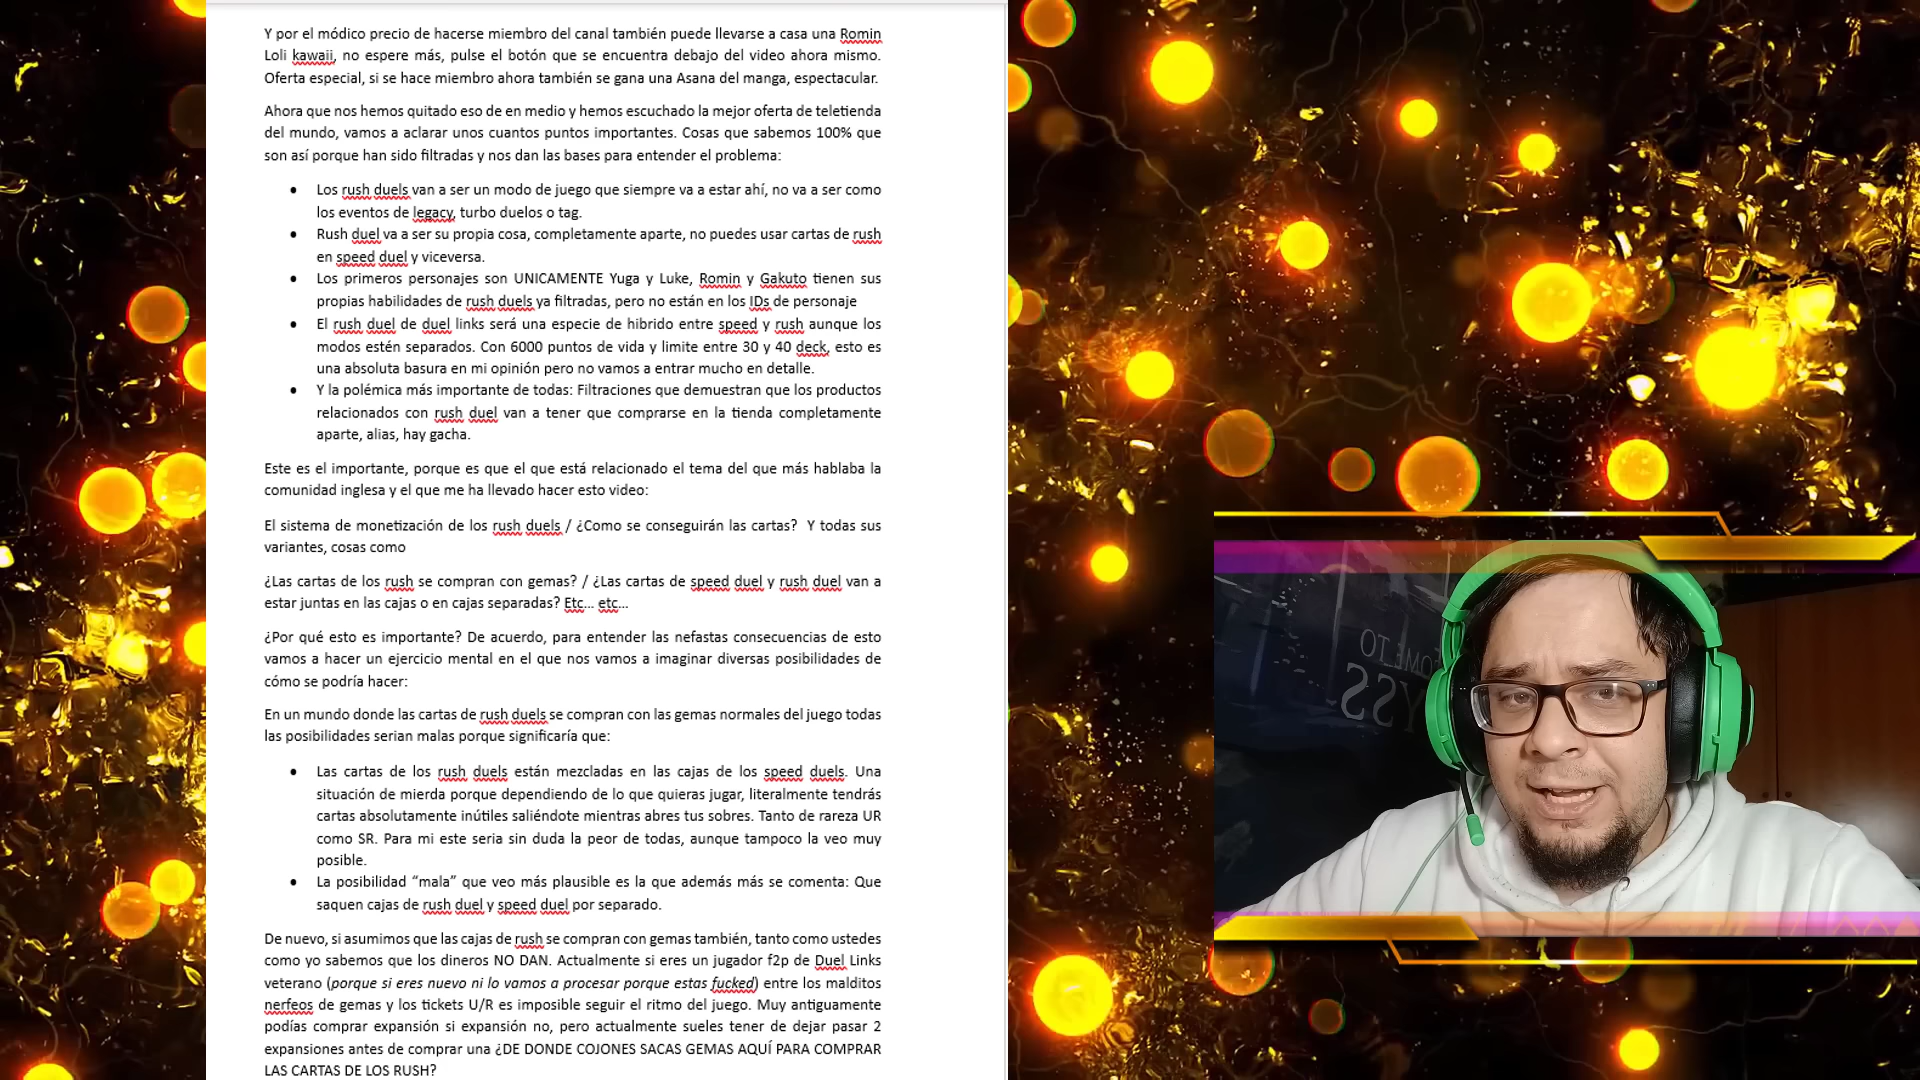 Y por el módico precio de hacerse miembro del canal también puede llevarse a casa una Romin
Loli kawaii, no espere más, pulse el botón que se encuentra debajo del video ahora mismo.
Oferta especial, si se hace miembro ahora también se gana una Asana del manga, espectacular.
Ahora que nos hemos quitado eso de en medio y hemos escuchado la mejor oferta de teletienda
del mundo, vamos a aclarar unos cuantos puntos importantes. Cosas que sabemos 100% que
son así porque han sido filtradas y nos dan las bases para entender el problema:
• Los rush duels van a ser un modo de juego que siempre va a estar ahí, no va a ser como
los eventos de legacy, turbo duelos o tag.
• Rush duel va a ser su propia cosa, completamente aparte, no puedes usar cartas de rush
en speed duel y viceversa.
• Los primeros personajes son UNICAMENTE Yuga y Luke, Romin y Gakuto tienen sus
propias habilidades de rush duels ya filtradas, pero no están en los IDs de personaje
• El rush duel de duel links será una especie de hibrido entre speed y rush aunque los
modos estén separados. Con 6000 puntos de vida y limite entre 30 y 40 deck, esto es
una absoluta basura en mi opinión pero no vamos a entrar mucho en detalle.
• Y la polémica más importante de todas: Filtraciones que demuestran que los productos
relacionados con rush duel van a tener que comprarse en la tienda completamente
aparte, alias, hay gacha.
Este es el importante, porque es que el que está relacionado el tema del que más hablaba la
comunidad inglesa y el que me ha llevado hacer esto video:
El sistema de monetización de los rush duels / ¿Como se conseguirán las cartas? Y todas sus
variantes, cosas como
¿Las cartas de los rush se compran con gemas? / ¿Las cartas de speed duel y rush duel van a
estar juntas en las cajas o en cajas separadas? Etc... etc...
¿Por qué esto es importante? De acuerdo, para entender las nefastas consecuencias de esto
vamos a hacer un ejercicio mental en el que nos vamos a imaginar diversas posibilidades de
cómo se podría hacer:
En un mundo donde las cartas de rush duels se compran con las gemas normales del juego todas
las posibilidades serian malas porque significaría que:
• Las cartas de los rush duels están mezcladas en las cajas de los speed duels. Una
situación de mierda porque dependiendo de lo que quieras jugar, literalmente tendrás
cartas absolutamente inútiles saliéndote mientras abres tus sobres. Tanto de rareza UR
como SR. Para mi este seria sin duda la peor de todas, aunque tampoco la veo muy
posible.
• La posibilidad “mala” que veo más plausible es la que además más se comenta: Que
saquen cajas de rush duel y speed duel por separado.
De nuevo, si asumimos que las cajas de rush se compran con gemas también, tanto como ustedes
como yo sabemos que los dineros NO DAN. Actualmente si eres un jugador f2p de Duel Links
veterano (porque si eres nuevo ni lo vamos a procesar porque estas fucked) entre los malditos
nerfeos de gemas y los tickets U/R es imposible seguir el ritmo del juego. Muy antiguamente
podías comprar expansión si expansión no, pero actualmente sueles tener de dejar pasar 2
expansiones antes de comprar una ¿DE DONDE COJONES SACAS GEMAS AQUÍ PARA COMPRAR
LAS CARTAS DE LOS RUSH?